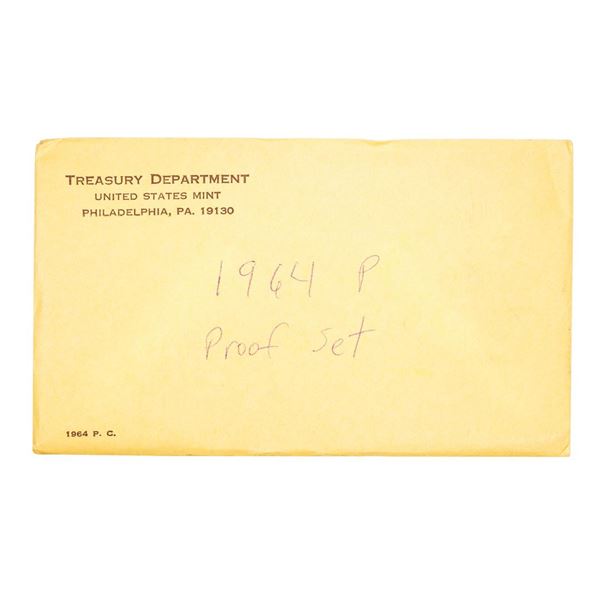 TREASURY DEPARTMENT
UNITED STATES MINT
PHILADELPHIA, PA. 19130
1964 P
Proof Set
1964 P. C.